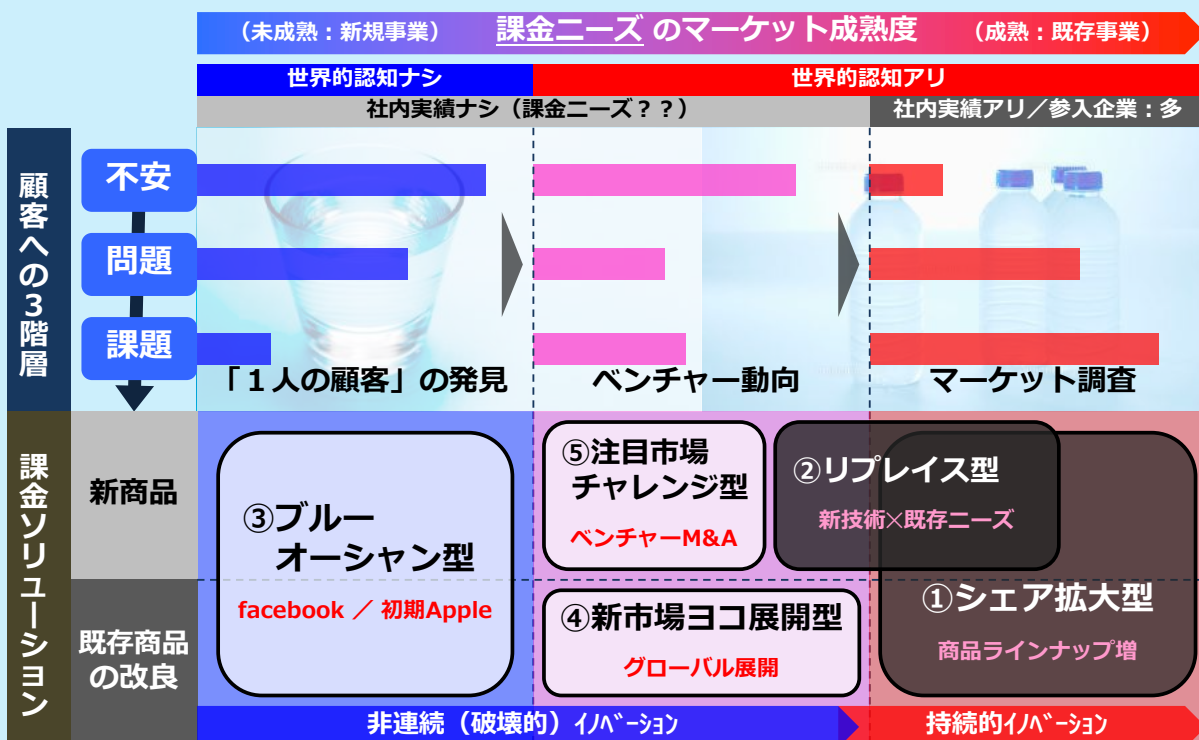 (未成熟：新規事業) 課金ニーズ のマーケット成熟度 (成熟：既存事業)
世界的認知ナシ 世界的認知アリ
社内実績ナシ（課金ニーズ？？） 社内実績アリ／参入企業：多
顧客への３階層
不安
問題
課題
「１人の顧客」の発見 ベンチャー動向 マーケット調査
課金ソリューション
新商品
既存商品
の改良
③ブルー
オーシャン型
facebook ／ 初期Apple
⑤注目市場
チャレンジ型
ベンチャーM&A
②リプレイス型
新技術×既存ニーズ
④新市場ヨコ展開型
グローバル展開
①シェア拡大型
商品ラインナップ増
非連続（破壊的）ｲﾉﾍﾞｰｼｮﾝ 持続的ｲﾉﾍﾞｰｼｮﾝ